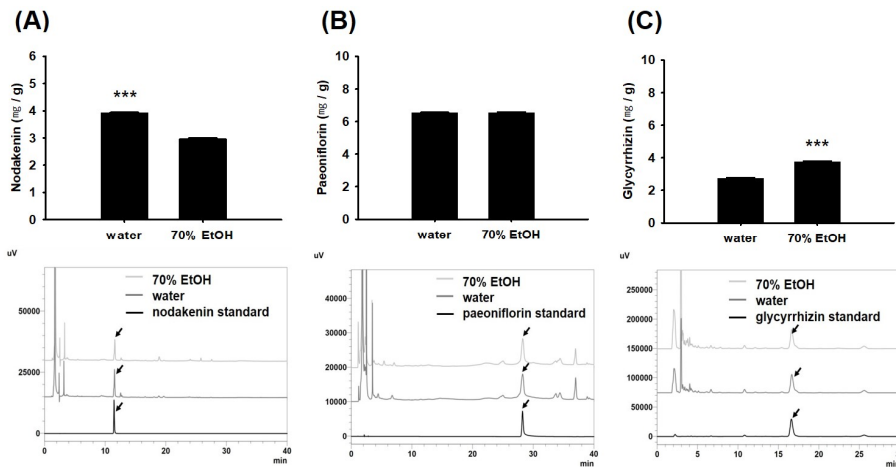 (A)
Nodakenin (㎎ / g)
6
5
4
3
2
1
0
***
water
70% EtOH
uV
50000
25000
0
70% EtOH
water
nodakenin standard
0
10
20
30
40
min
(B)
Paeoniflorin (㎎ / g)
10
8
6
4
2
0
water
70% EtOH
uV
40000
30000
20000
10000
0
70% EtOH
water
paeoniflorin standard
0
10
20
30
40
min
(C)
Glycyrrhizin (㎎ / g)
10
8
6
4
2
0
***
water
70% EtOH
uV
250000
200000
150000
100000
50000
0
70% EtOH
water
glycyrrhizin standard
0
5
10
15
20
25
min